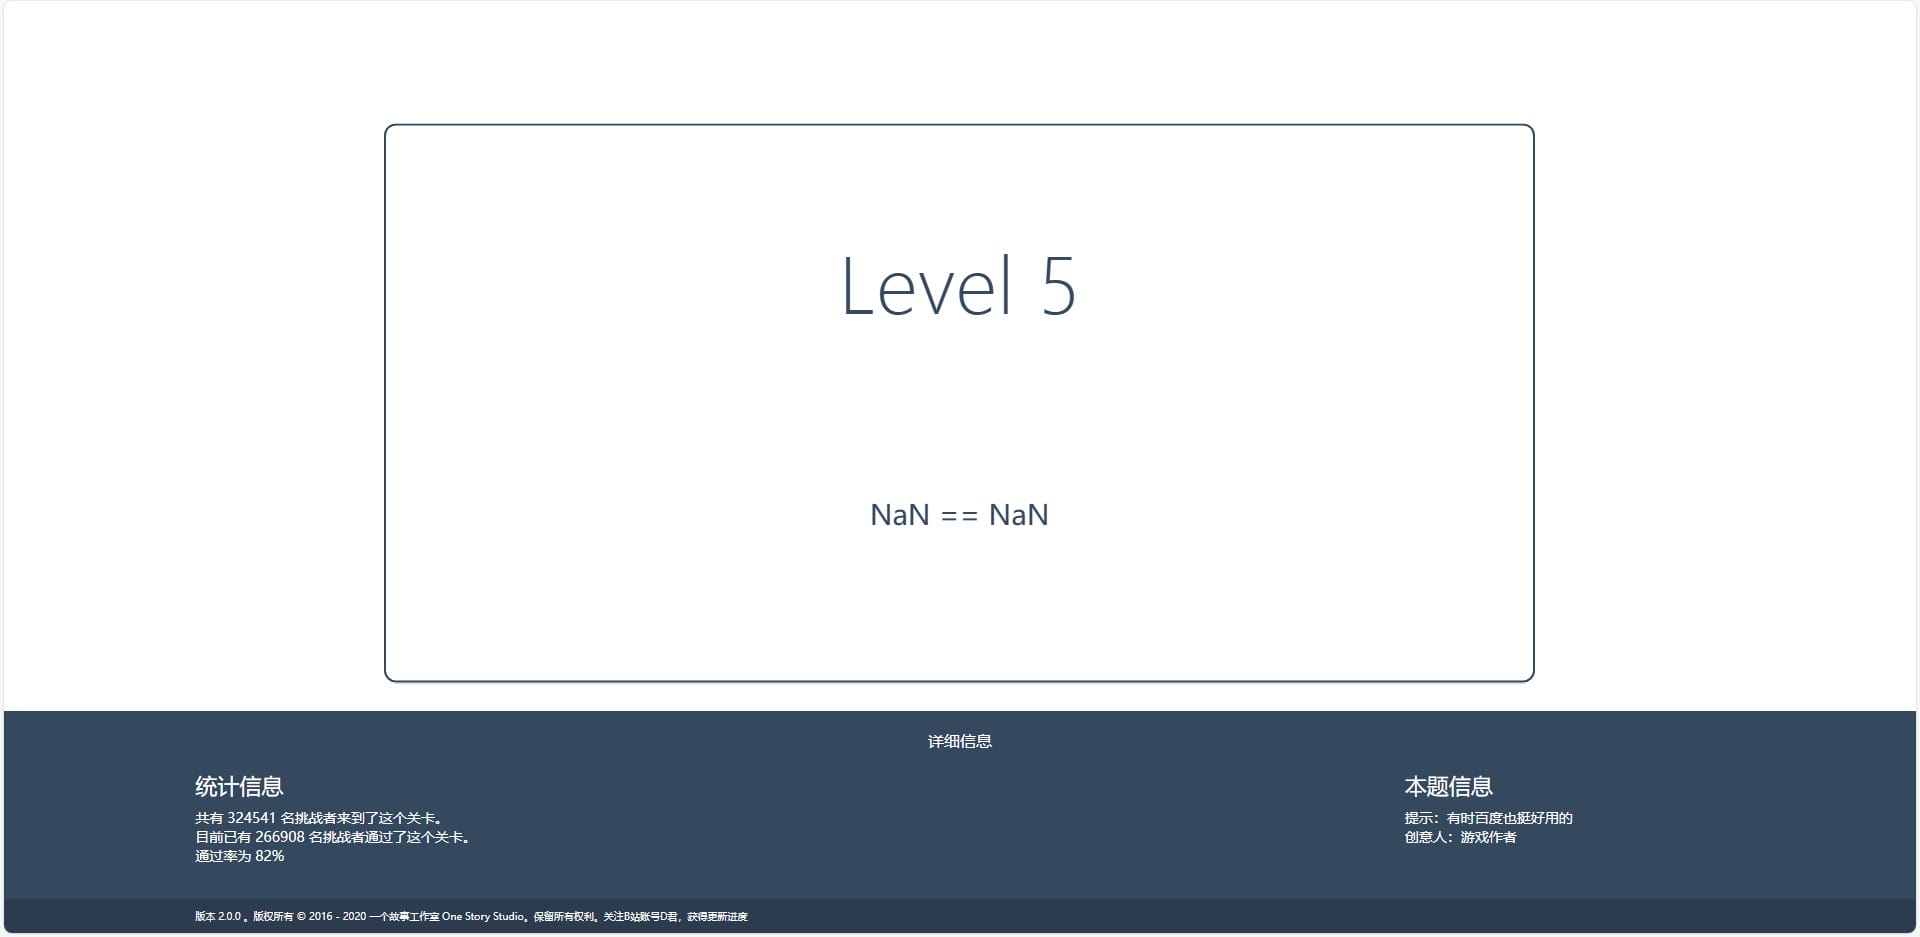 Level 5
NaN == NaN
详细信息
统计信息
共有 324541 名挑战者来到了这个关卡。
目前已有 266908 名挑战者通过了这个关卡。
通过率为 82%
本题信息
提示：有时百度也挺好用的
创意人：游戏作者
版本 2.0.0 。版权所有 © 2016 - 2020 一个故事工作室 One Story Studio。保留所有权利。关注B站账号D君，获得更新进度